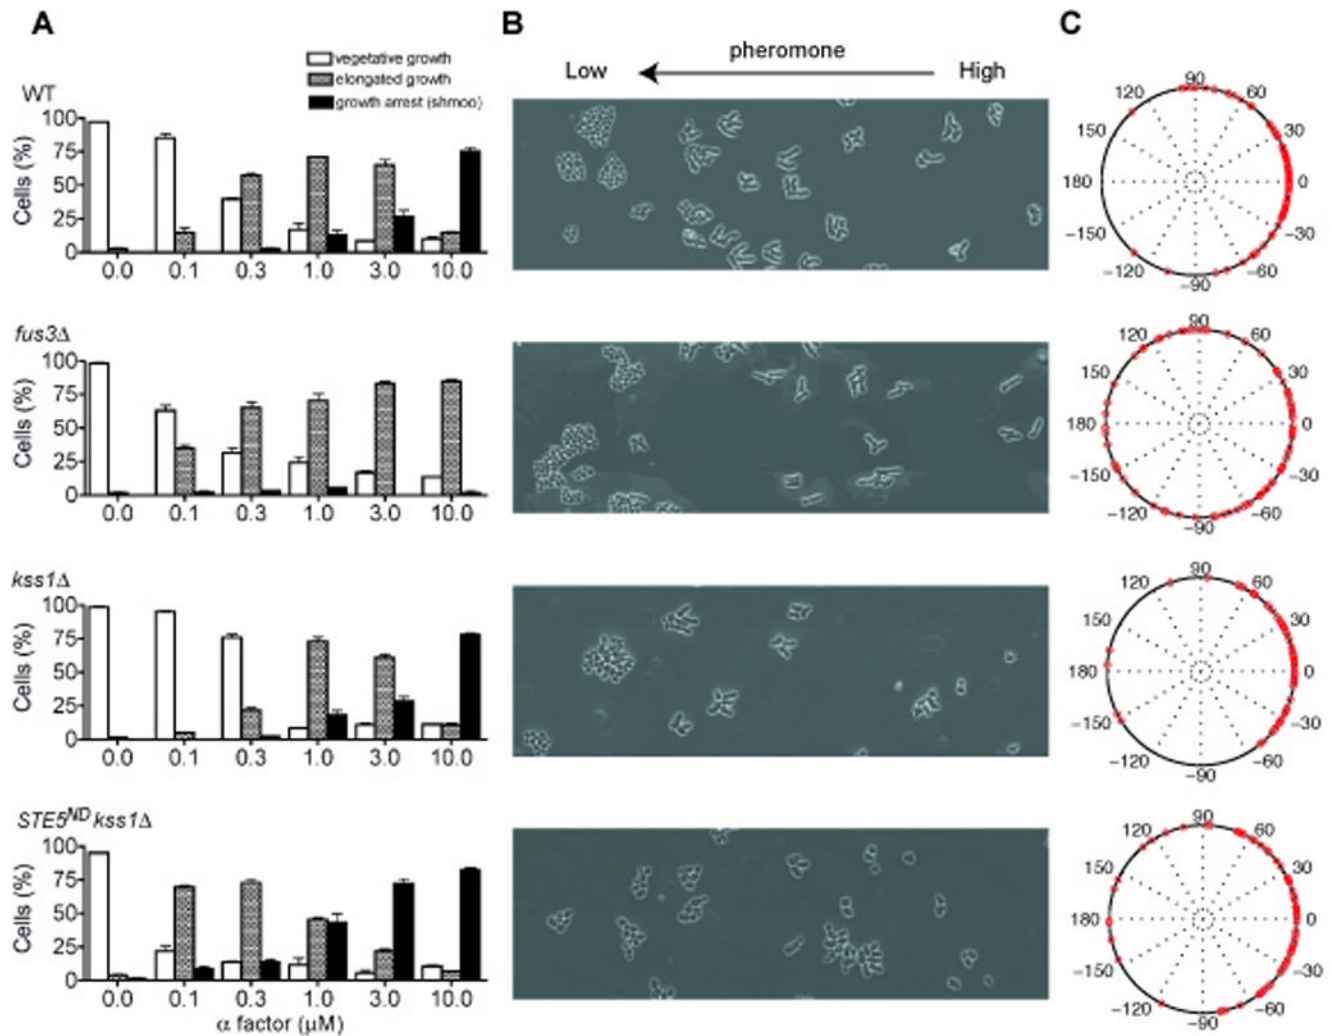 A
B
C
vegetative growth
elongated growth
growth arrest (shmoo)
pheromone
Low
High
WT
Cells (%)
100
75
50
25
0
0.0 0.1 0.3 1.0 3.0 10.0
90
120 60
150 30
180 0
-150 -30
-120 -60
-90
fus3Δ
Cells (%)
100
75
50
25
0
0.0 0.1 0.3 1.0 3.0 10.0
90
120 60
150 30
180 0
-150 -30
-120 -60
-90
kss1Δ
Cells (%)
100
75
50
25
0
0.0 0.1 0.3 1.0 3.0 10.0
90
120 60
150 30
180 0
-150 -30
-120 -60
-90
STE5ᴺᴰ kss1Δ
Cells (%)
100
75
50
25
0
0.0 0.1 0.3 1.0 3.0 10.0
α factor (μM)
90
120 60
150 30
180 0
-150 -30
-120 -60
-90